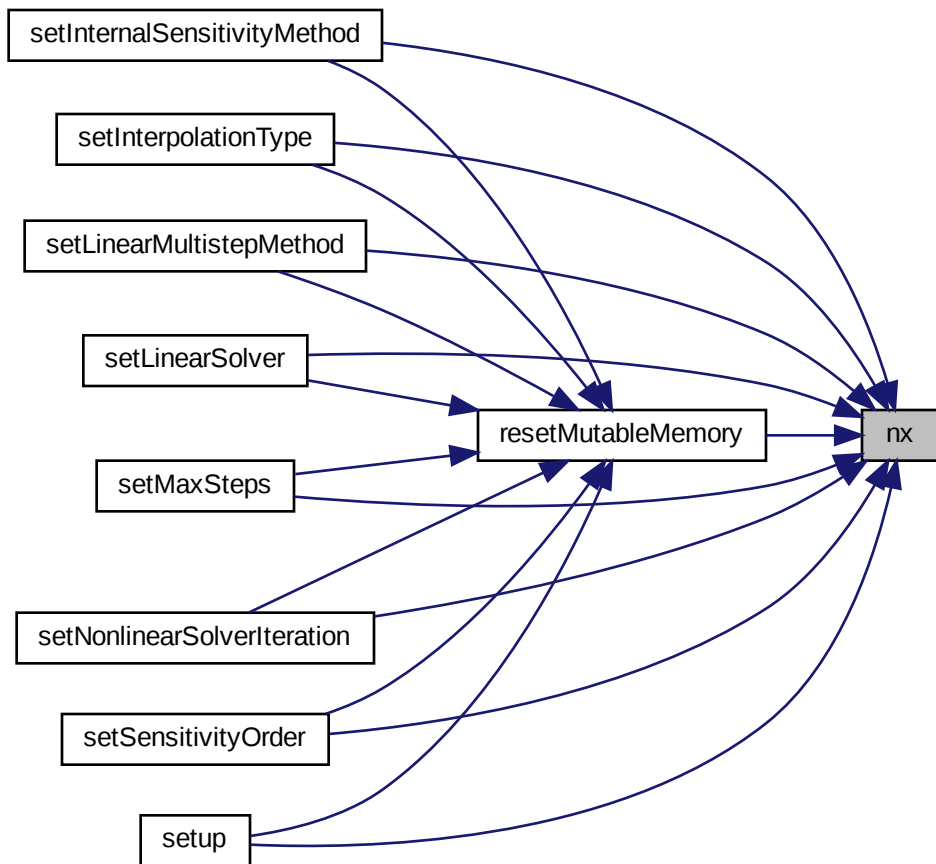 setInternalSensitivityMethod
setInterpolationType
setLinearMultistepMethod
setLinearSolver
resetMutableMemory
nx
setMaxSteps
setNonlinearSolverIteration
setSensitivityOrder
setup